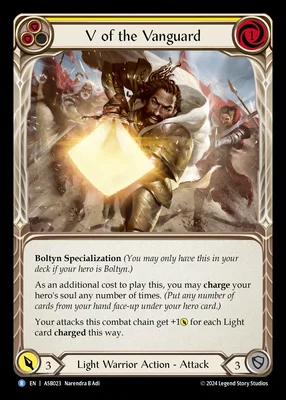 1
V of the Vanguard
Boltyn Specialization (You may only have this in your
deck if your hero is Boltyn.)
As an additional cost to play this, you may charge your
hero's soul any number of times. (Put any number of
cards from your hand face-up under your hero card.)
Your attacks this combat chain get +1 for each Light
card charged this way.
3 Light Warrior Action - Attack 3
R EN | ASB023 Narendra B Adi © 2024 Legend Story Studios